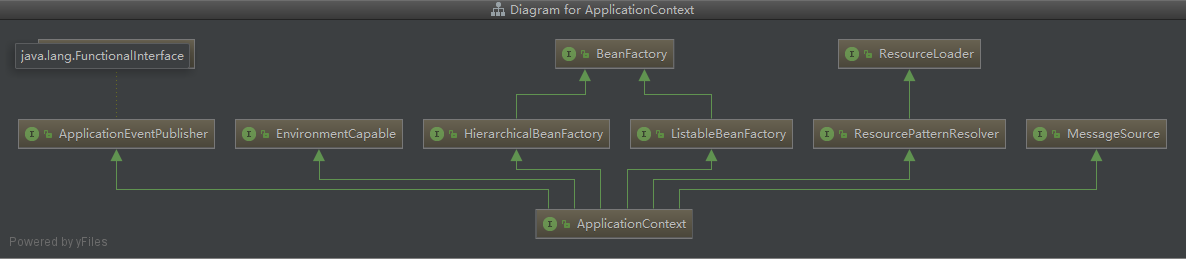 Diagram for ApplicationContext
java.lang.FunctionalInterface
I BeanFactory
I ResourceLoader
I ApplicationEventPublisher
I EnvironmentCapable
I HierarchicalBeanFactory
I ListableBeanFactory
I ResourcePatternResolver
I MessageSource
I ApplicationContext
Powered by yFiles